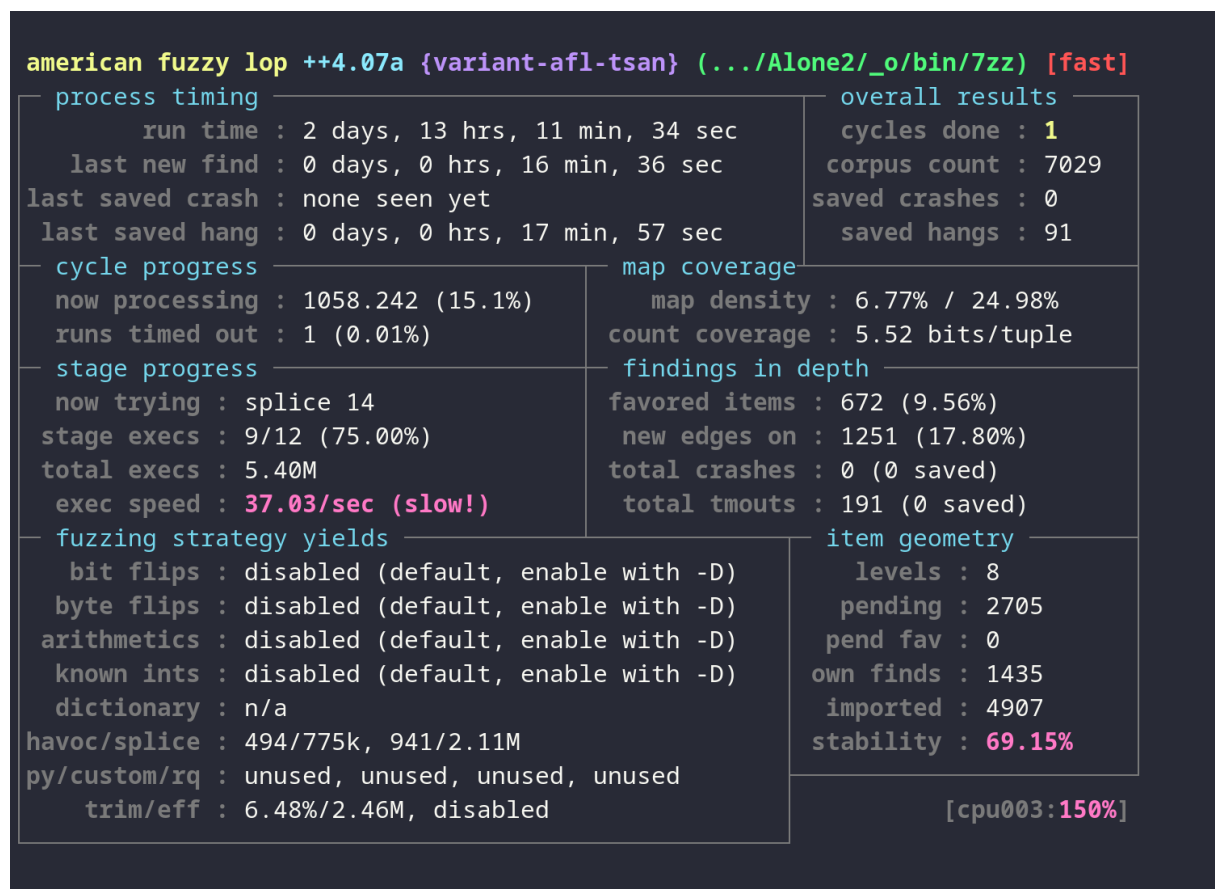 american fuzzy lop ++4.07a {variant-afl-tsan} (.../Alone2/_o/bin/7zz) [fast]
process timing overall results
run time : 2 days, 13 hrs, 11 min, 34 sec cycles done : 1
last new find : 0 days, 0 hrs, 16 min, 36 sec corpus count : 7029
last saved crash : none seen yet saved crashes : 0
last saved hang : 0 days, 0 hrs, 17 min, 57 sec saved hangs : 91
cycle progress map coverage
now processing : 1058.242 (15.1%) map density : 6.77% / 24.98%
runs timed out : 1 (0.01%) count coverage : 5.52 bits/tuple
stage progress findings in depth
now trying : splice 14 favored items : 672 (9.56%)
stage execs : 9/12 (75.00%) new edges on : 1251 (17.80%)
total execs : 5.40M total crashes : 0 (0 saved)
exec speed : 37.03/sec (slow!) total tmouts : 191 (0 saved)
fuzzing strategy yields item geometry
bit flips : disabled (default, enable with -D) levels : 8
byte flips : disabled (default, enable with -D) pending : 2705
arithmetics : disabled (default, enable with -D) pend fav : 0
known ints : disabled (default, enable with -D) own finds : 1435
dictionary : n/a imported : 4907
havoc/splice : 494/775k, 941/2.11M stability : 69.15%
py/custom/rq : unused, unused, unused, unused
trim/eff : 6.48%/2.46M, disabled [cpu003:150%]